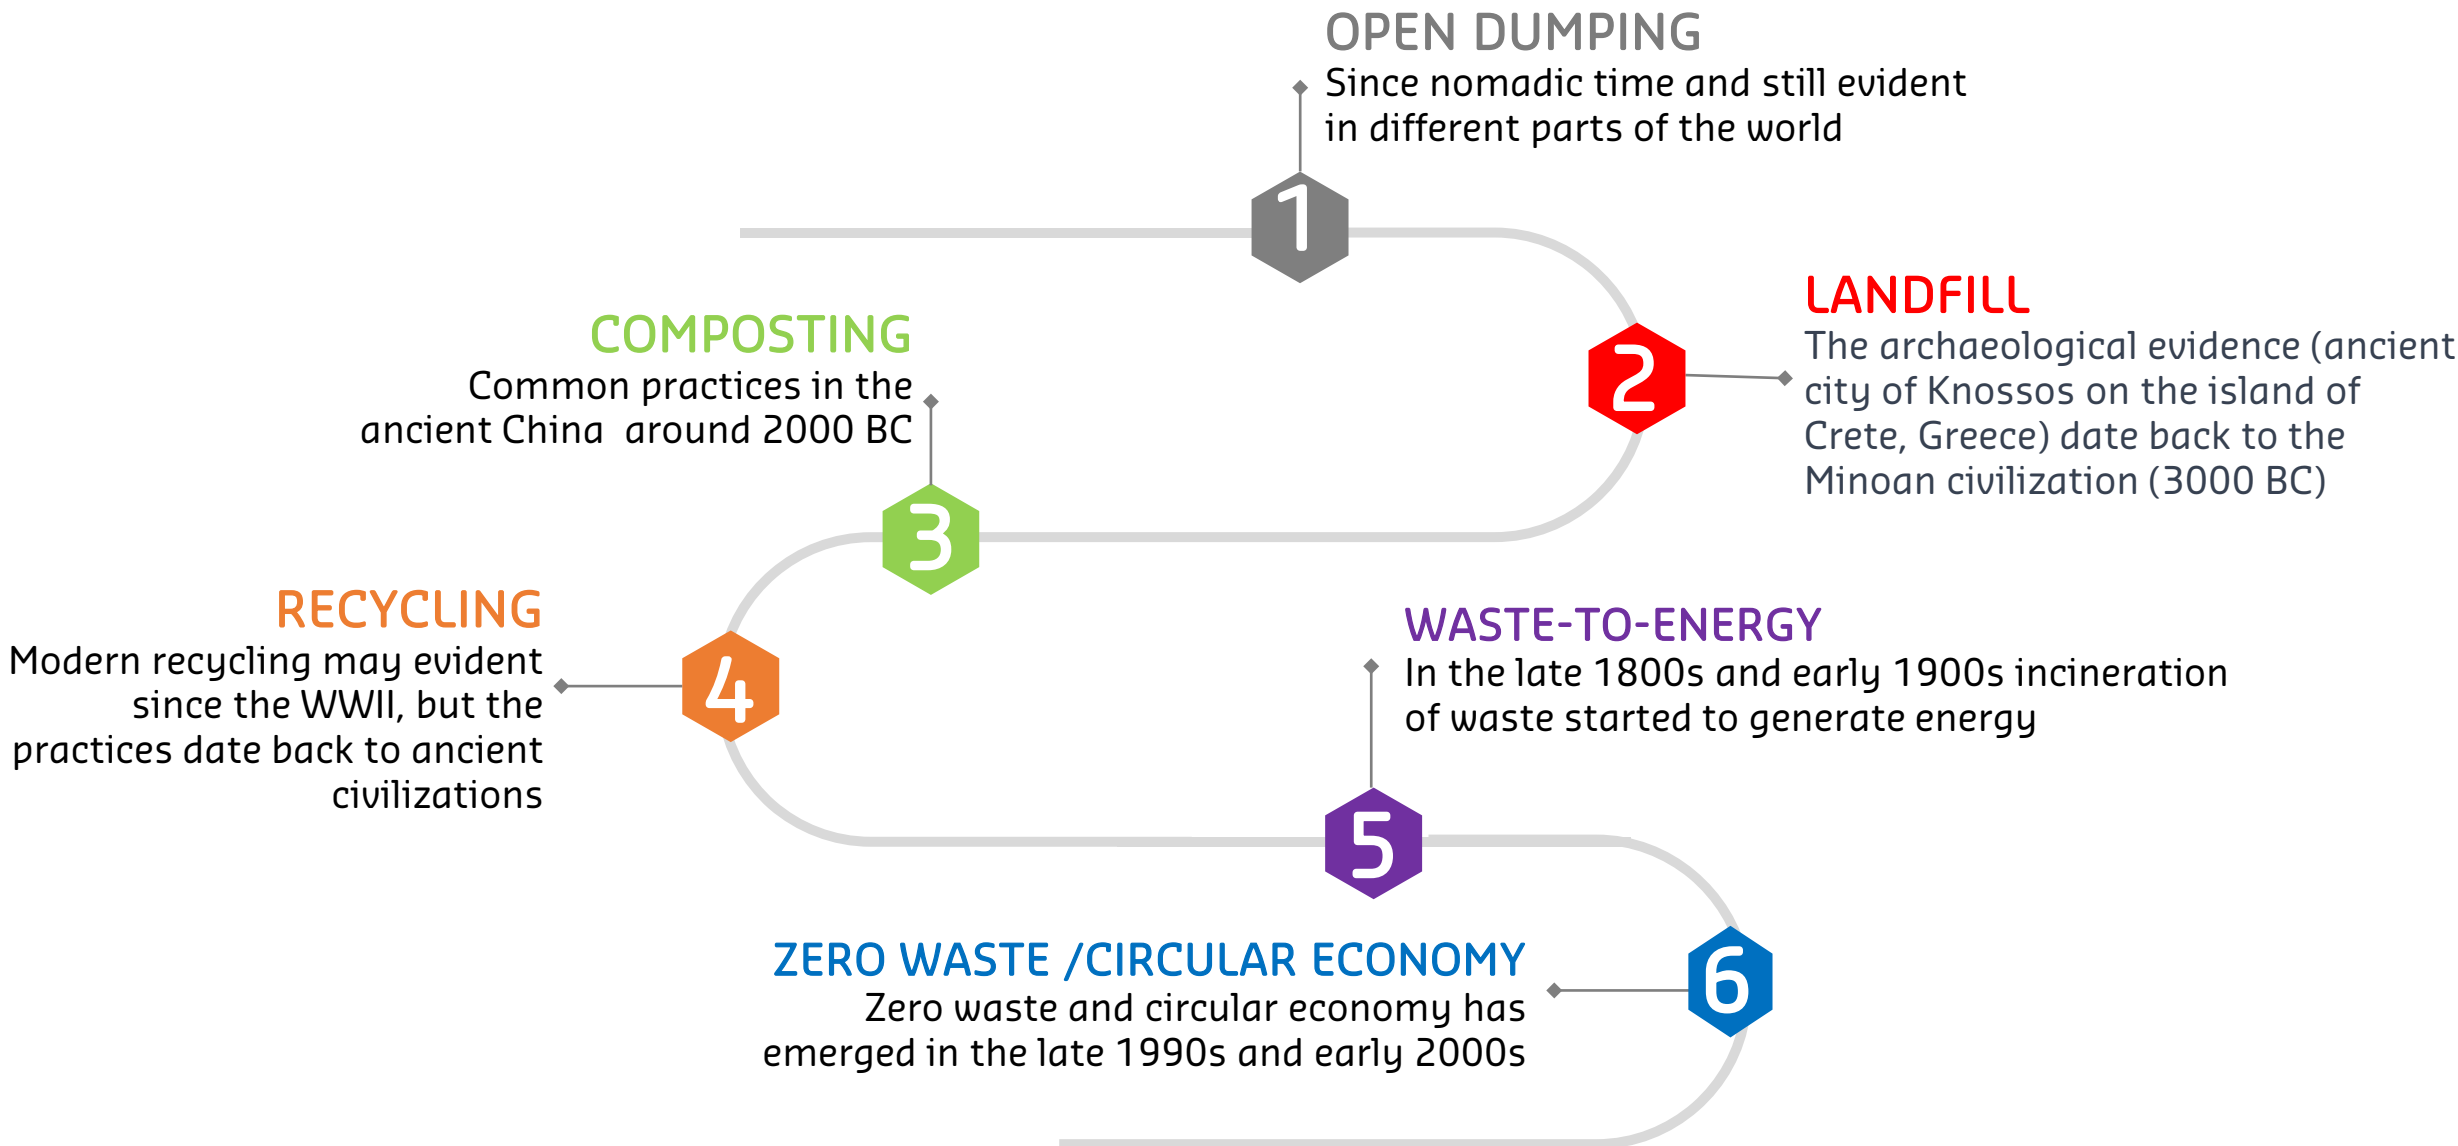 OPEN DUMPING
Since nomadic time and still evident
in different parts of the world
1
LANDFILL
The archaeological evidence (ancient
city of Knossos on the island of
Crete, Greece) date back to the
Minoan civilization (3000 BC)
2
COMPOSTING
Common practices in the
ancient China around 2000 BC
3
RECYCLING
Modern recycling may evident
since the WWII, but the
practices date back to ancient
civilizations
4
WASTE-TO-ENERGY
In the late 1800s and early 1900s incineration
of waste started to generate energy
5
ZERO WASTE /CIRCULAR ECONOMY
Zero waste and circular economy has
emerged in the late 1990s and early 2000s
6